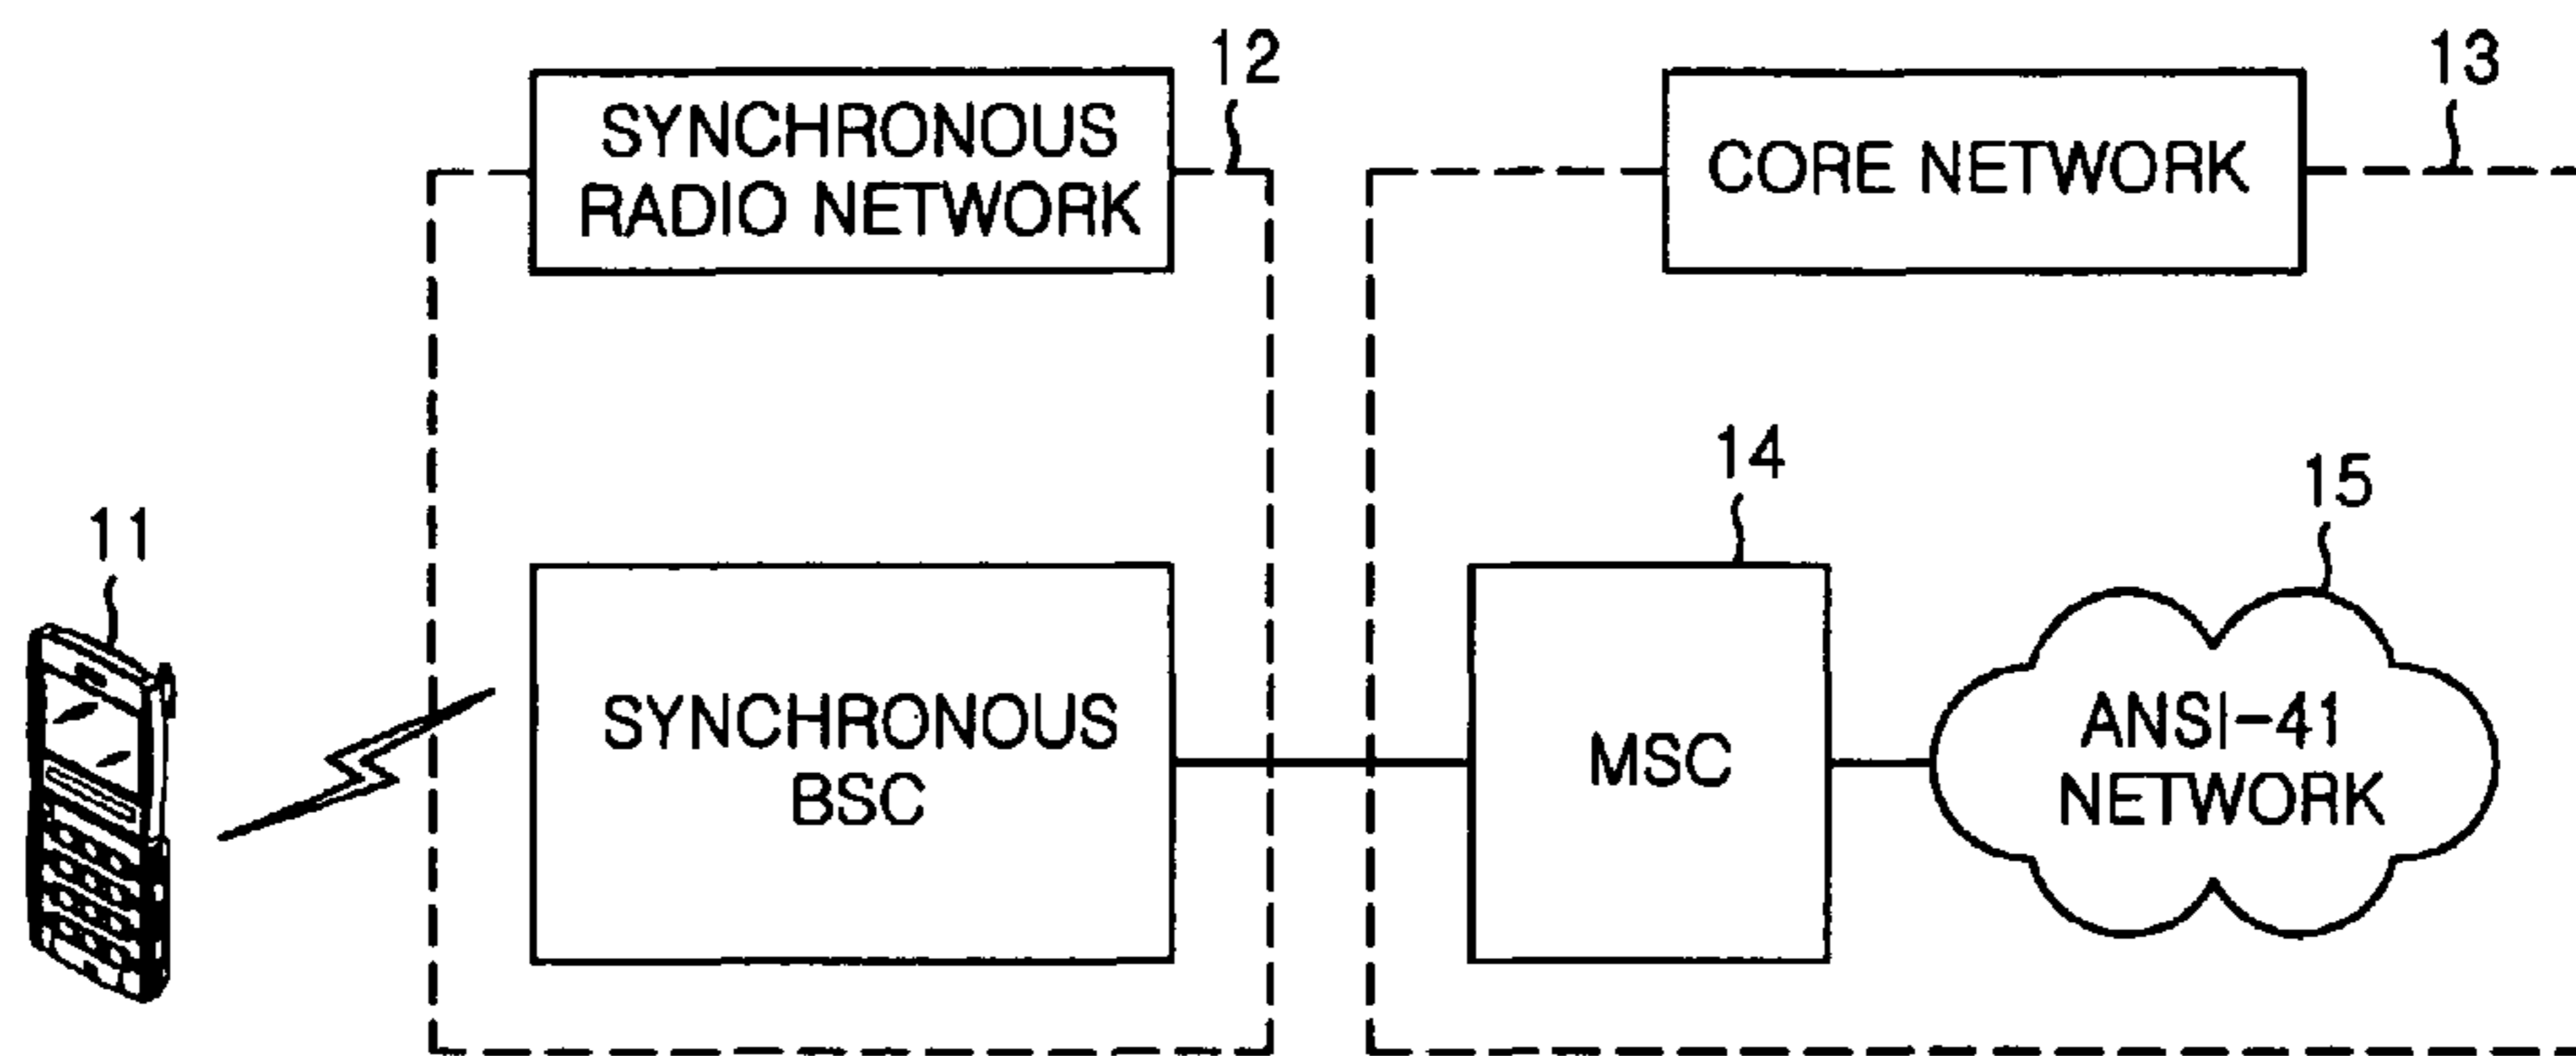 12
13
SYNCHRONOUS
RADIO NETWORK
CORE NETWORK
14
15
11
SYNCHRONOUS
BSC
MSC
ANSI-41
NETWORK